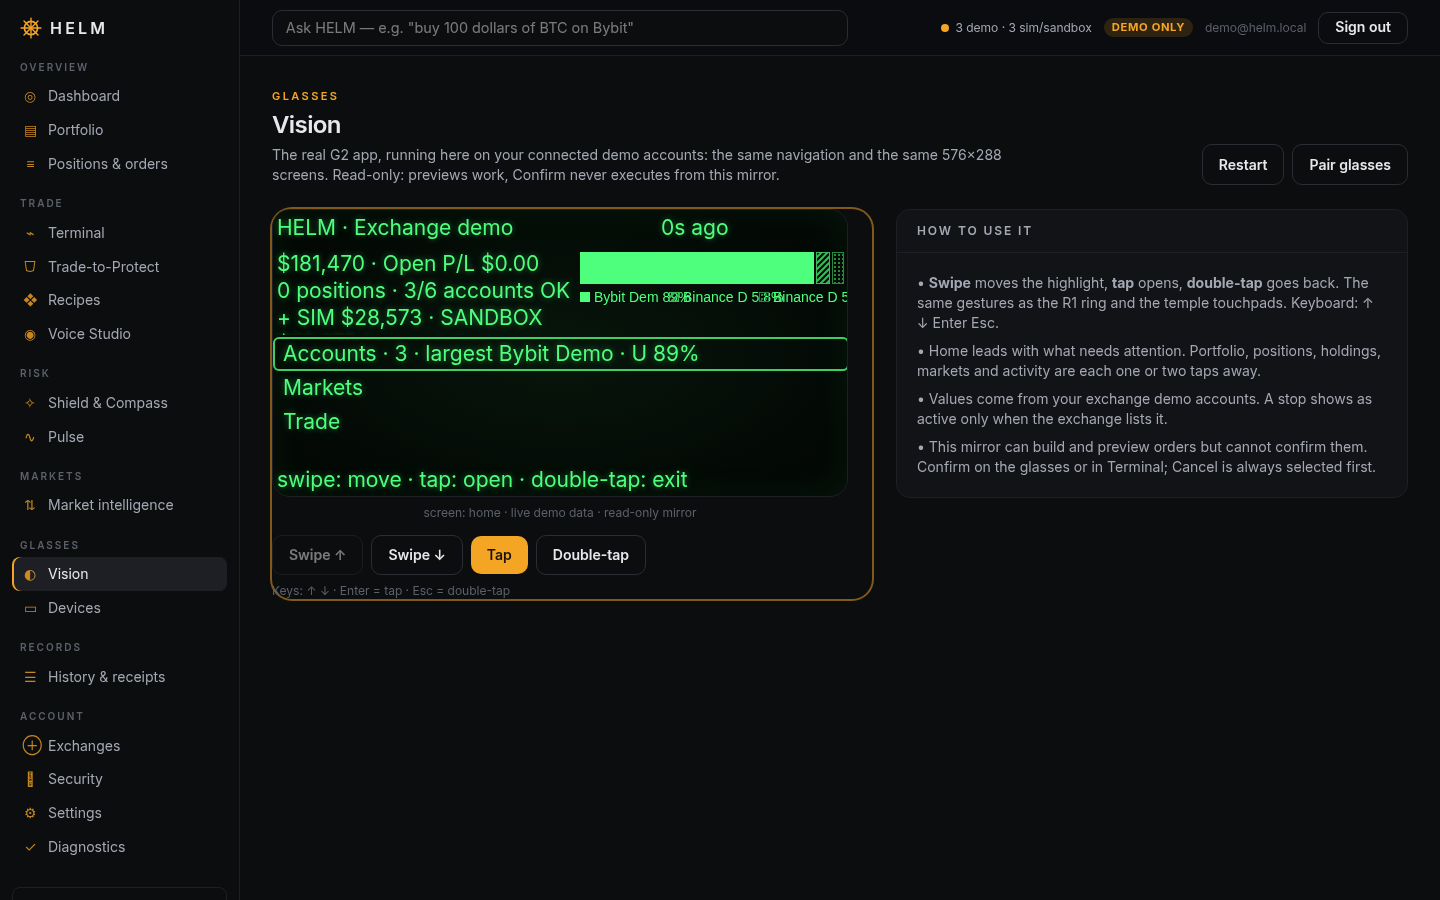 HELM
Ask HELM — e.g. "buy 100 dollars of BTC on Bybit"
3 demo · 3 sim/sandbox
DEMO ONLY
demo@helm.local
Sign out
OVERVIEW
Dashboard
Portfolio
Positions & orders
TRADE
Terminal
Trade-to-Protect
Recipes
Voice Studio
RISK
Shield & Compass
Pulse
MARKETS
Market intelligence
GLASSES
Vision
Devices
RECORDS
History & receipts
ACCOUNT
Exchanges
Security
Settings
Diagnostics
GLASSES
Vision
The real G2 app, running here on your connected demo accounts: the same navigation and the same 576×288
screens. Read-only: previews work, Confirm never executes from this mirror.
Restart
Pair glasses
HELM · Exchange demo
0s ago
$181,470 · Open P/L $0.00
0 positions · 3/6 accounts OK
+ SIM $28,573 · SANDBOX
Bybit Dem 89%
Binance D 5.8%
Binance D 5
Accounts · 3 · largest Bybit Demo · U 89%
Markets
Trade
swipe: move · tap: open · double-tap: exit
screen: home · live demo data · read-only mirror
Swipe ↑
Swipe ↓
Tap
Double-tap
Keys: ↑ ↓ · Enter = tap · Esc = double-tap
HOW TO USE IT
• Swipe moves the highlight, tap opens, double-tap goes back. The
same gestures as the R1 ring and the temple touchpads. Keyboard: ↑
↓ Enter Esc.
• Home leads with what needs attention. Portfolio, positions, holdings,
markets and activity are each one or two taps away.
• Values come from your exchange demo accounts. A stop shows as
active only when the exchange lists it.
• This mirror can build and preview orders but cannot confirm them.
Confirm on the glasses or in Terminal; Cancel is always selected first.